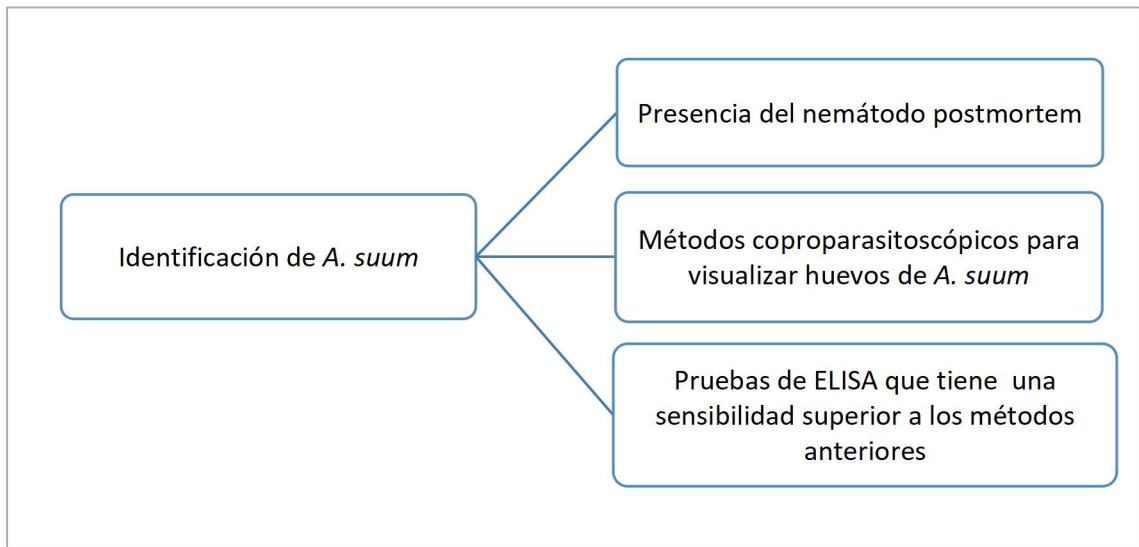 Presencia del nemátodo postmortem
Identificación de A. suum
Métodos coproparasitoscópicos para
visualizar huevos de A. suum
Pruebas de ELISA que tiene una
sensibilidad superior a los métodos
anteriores